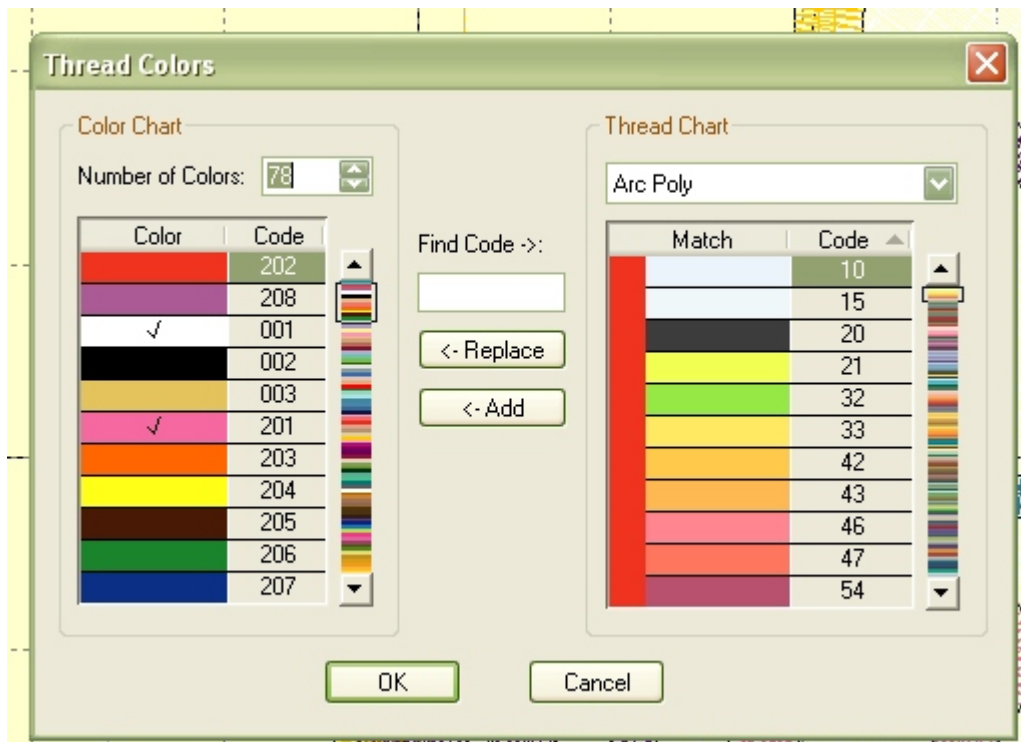 Thread Colors
Color Chart
Number of Colors: 78
Color Code
202
208
√ 001
002
003
√ 201
203
204
205
206
207
Find Code ->:
<- Replace
<- Add
Thread Chart
Arc Poly
Match Code
10
15
20
21
32
33
42
43
46
47
54
OK
Cancel